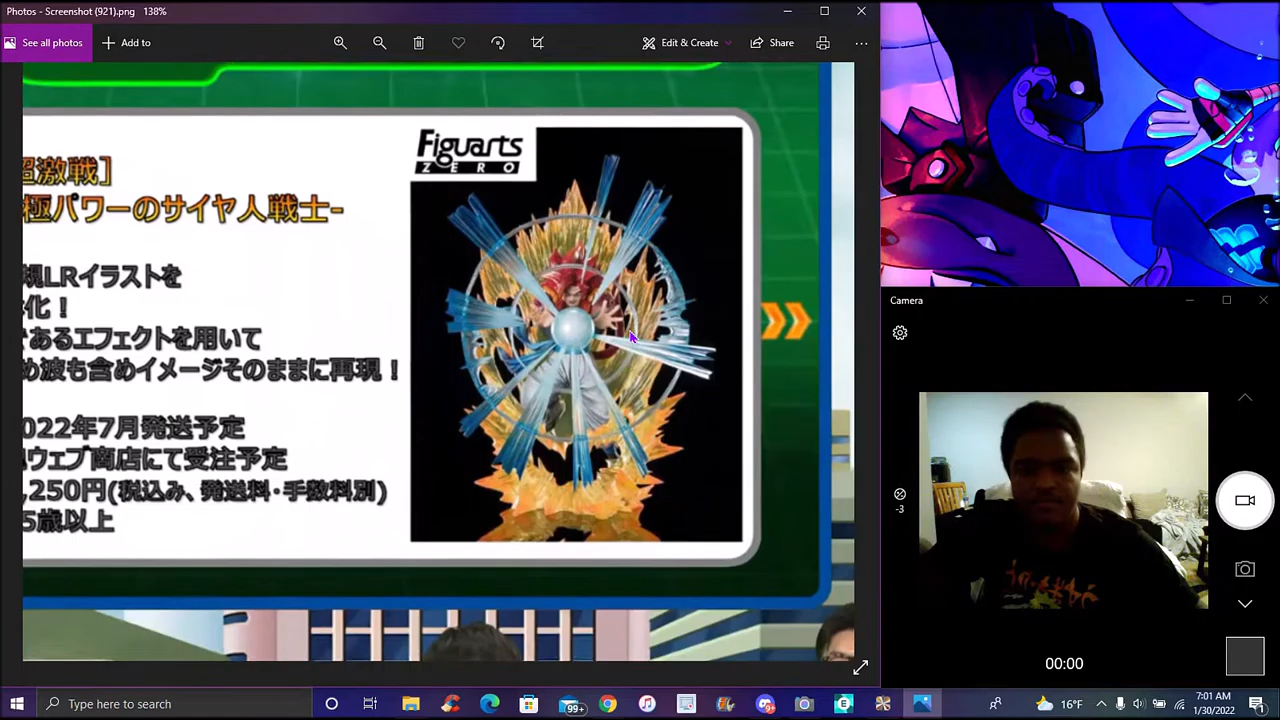 Photos - Screenshot (921).png 138%
See all photos
Add to
Edit & Create
Share
Figuarts
ZERO
超激戦］
極パワーのサイヤ人戦士-
規LRイラストを
化！
であるエフェクトを用いて
め波も含めイメージそのままに再現！
022年7月発送予定
ウェブ商店にて受注予定
,250円(税込み、発送料・手数料別)
5歳以上
Camera
-3
00:00
Type here to search
99+
16°F
7:01 AM
1/30/2022